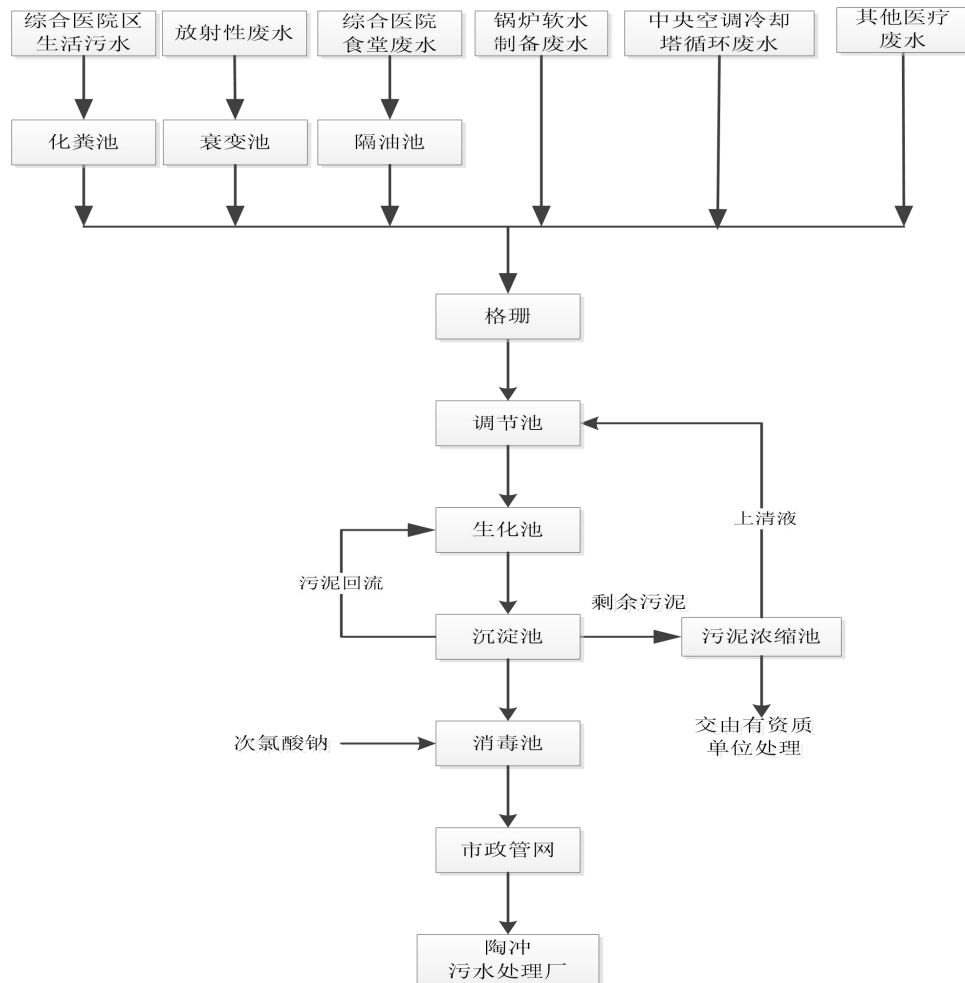 综合医院区
生活污水
放射性废水
综合医院
食堂废水
锅炉软水
制备废水
中央空调冷却
塔循环废水
其他医疗
废水
化粪池
衰变池
隔油池
格珊
调节池
生化池
上清液
污泥回流
剩余污泥
沉淀池
污泥浓缩池
交由有资质
单位处理
次氯酸钠
消毒池
市政管网
陶冲
污水处理厂